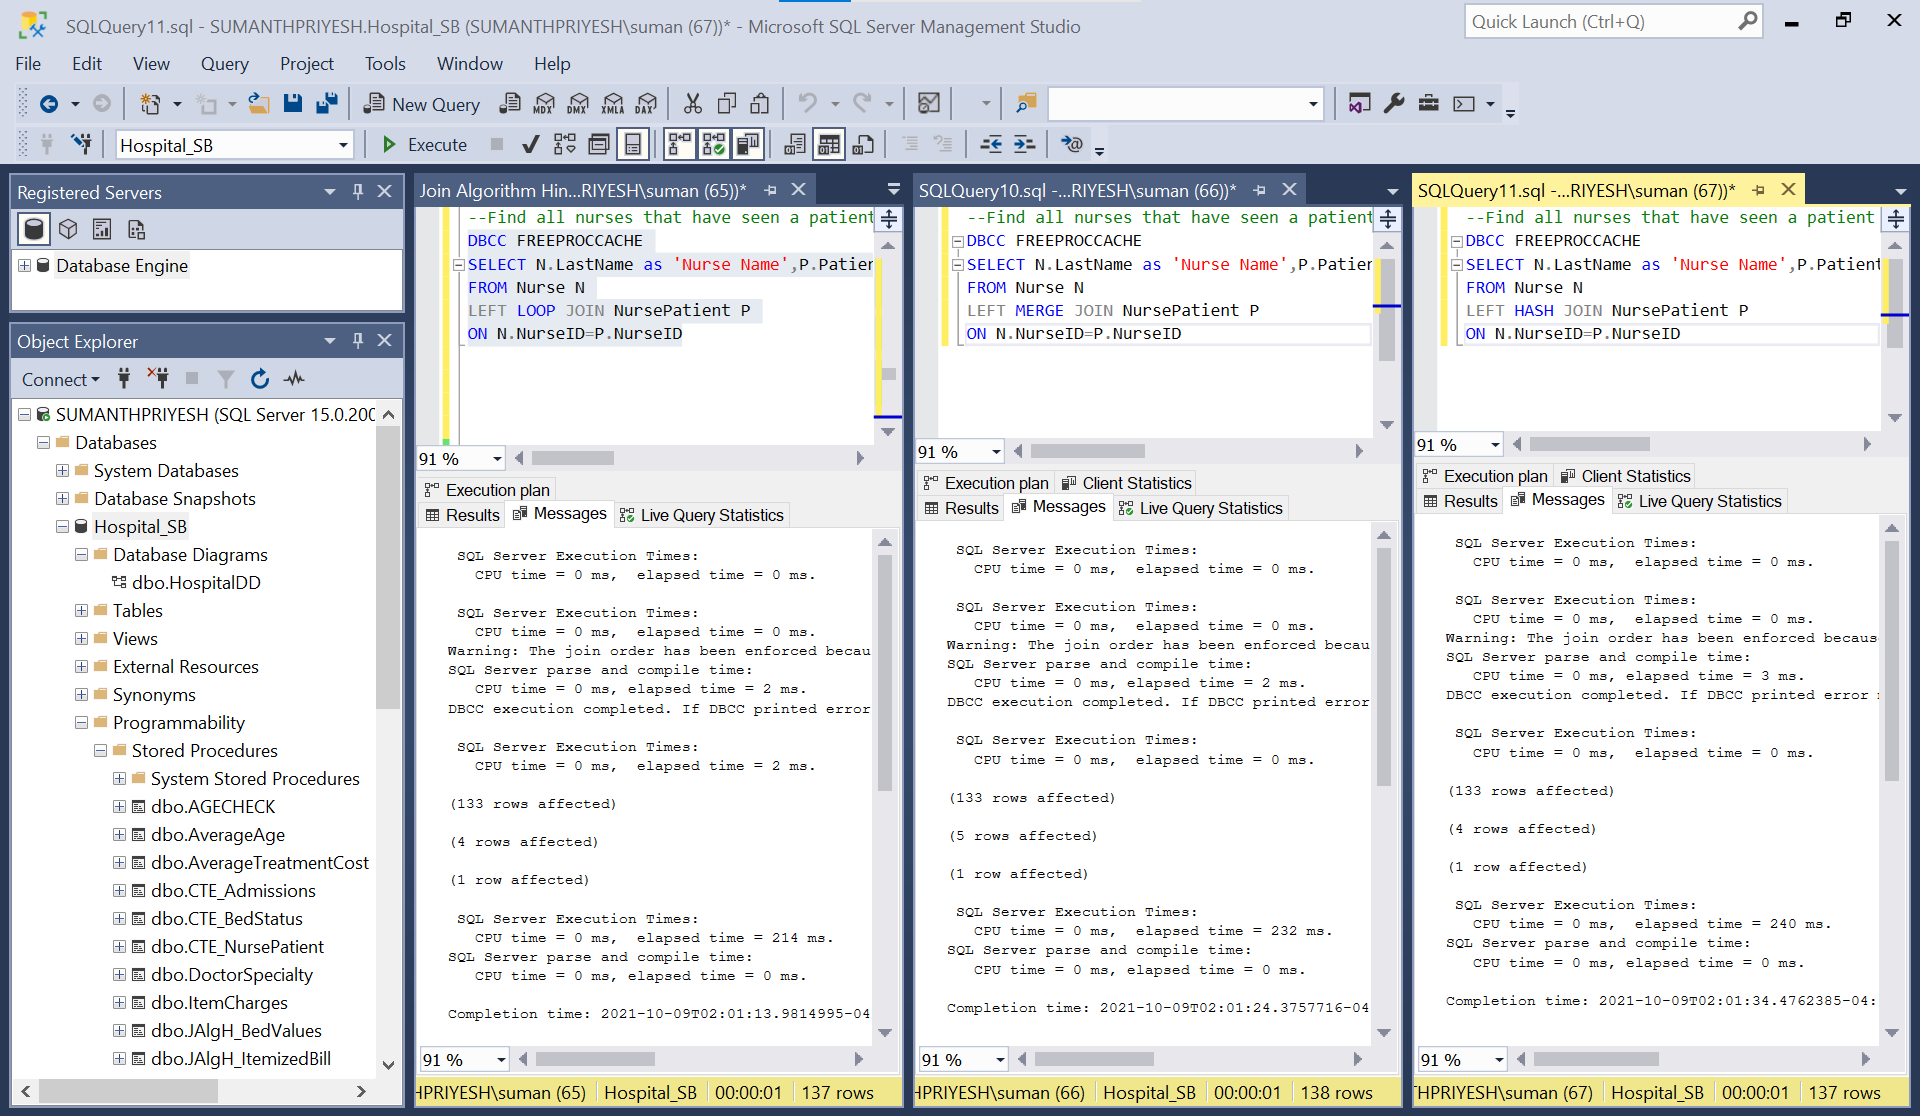 SQLQuery11.sql - SUMANTHPRIYESH.Hospital_SB (SUMANTHPRIYESH\suman (67))* - Microsoft SQL Server Management Studio
Quick Launch (Ctrl+Q)
File Edit View Query Project Tools Window Help
New Query
MDX DMX XMLA DAX
Hospital_SB
Execute
Registered Servers
Database Engine
Object Explorer
Connect
SUMANTHPRIYESH (SQL Server 15.0.200
Databases
System Databases
Database Snapshots
Hospital_SB
Database Diagrams
dbo.HospitalDD
Tables
Views
External Resources
Synonyms
Programmability
Stored Procedures
System Stored Procedures
dbo.AGECHECK
dbo.AverageAge
dbo.AverageTreatmentCost
dbo.CTE_Admissions
dbo.CTE_BedStatus
dbo.CTE_NursePatient
dbo.DoctorSpecialty
dbo.ItemCharges
dbo.JAlgH_BedValues
dbo.JAlgH_ItemizedBill
Join Algorithm Hin...RIYESH\suman (65))*
--Find all nurses that have seen a patient
DBCC FREEPROCCACHE
SELECT N.LastName as 'Nurse Name',P.Patien
FROM Nurse N
LEFT LOOP JOIN NursePatient P
ON N.NurseID=P.NurseID
91 %
Execution plan
Results Messages Live Query Statistics
SQL Server Execution Times:
CPU time = 0 ms, elapsed time = 0 ms.
SQL Server Execution Times:
CPU time = 0 ms, elapsed time = 0 ms.
Warning: The join order has been enforced becau
SQL Server parse and compile time:
CPU time = 0 ms, elapsed time = 2 ms.
DBCC execution completed. If DBCC printed error
SQL Server Execution Times:
CPU time = 0 ms, elapsed time = 2 ms.
(133 rows affected)
(4 rows affected)
(1 row affected)
SQL Server Execution Times:
CPU time = 0 ms, elapsed time = 214 ms.
SQL Server parse and compile time:
CPU time = 0 ms, elapsed time = 0 ms.
Completion time: 2021-10-09T02:01:13.9814995-04
91 %
HPRIYESH\suman (65) Hospital_SB 00:00:01 137 rows
SQLQuery10.sql -...RIYESH\suman (66))*
--Find all nurses that have seen a patient
DBCC FREEPROCCACHE
SELECT N.LastName as 'Nurse Name',P.Patier
FROM Nurse N
LEFT MERGE JOIN NursePatient P
ON N.NurseID=P.NurseID
91 %
Execution plan Client Statistics
Results Messages Live Query Statistics
SQL Server Execution Times:
CPU time = 0 ms, elapsed time = 0 ms.
SQL Server Execution Times:
CPU time = 0 ms, elapsed time = 0 ms.
Warning: The join order has been enforced becau
SQL Server parse and compile time:
CPU time = 0 ms, elapsed time = 2 ms.
DBCC execution completed. If DBCC printed error
SQL Server Execution Times:
CPU time = 0 ms, elapsed time = 0 ms.
(133 rows affected)
(5 rows affected)
(1 row affected)
SQL Server Execution Times:
CPU time = 0 ms, elapsed time = 232 ms.
SQL Server parse and compile time:
CPU time = 0 ms, elapsed time = 0 ms.
Completion time: 2021-10-09T02:01:24.3757716-04
91 %
HPRIYESH\suman (66) Hospital_SB 00:00:01 138 rows
SQLQuery11.sql -...RIYESH\suman (67))*
--Find all nurses that have seen a patient
DBCC FREEPROCCACHE
SELECT N.LastName as 'Nurse Name',P.Patient
FROM Nurse N
LEFT HASH JOIN NursePatient P
ON N.NurseID=P.NurseID
91 %
Execution plan Client Statistics
Results Messages Live Query Statistics
SQL Server Execution Times:
CPU time = 0 ms, elapsed time = 0 ms.
SQL Server Execution Times:
CPU time = 0 ms, elapsed time = 0 ms.
Warning: The join order has been enforced becaus
SQL Server parse and compile time:
CPU time = 0 ms, elapsed time = 3 ms.
DBCC execution completed. If DBCC printed error
SQL Server Execution Times:
CPU time = 0 ms, elapsed time = 0 ms.
(133 rows affected)
(4 rows affected)
(1 row affected)
SQL Server Execution Times:
CPU time = 0 ms, elapsed time = 240 ms.
SQL Server parse and compile time:
CPU time = 0 ms, elapsed time = 0 ms.
Completion time: 2021-10-09T02:01:34.4762385-04:
91 %
THPRIYESH\suman (67) Hospital_SB 00:00:01 137 rows